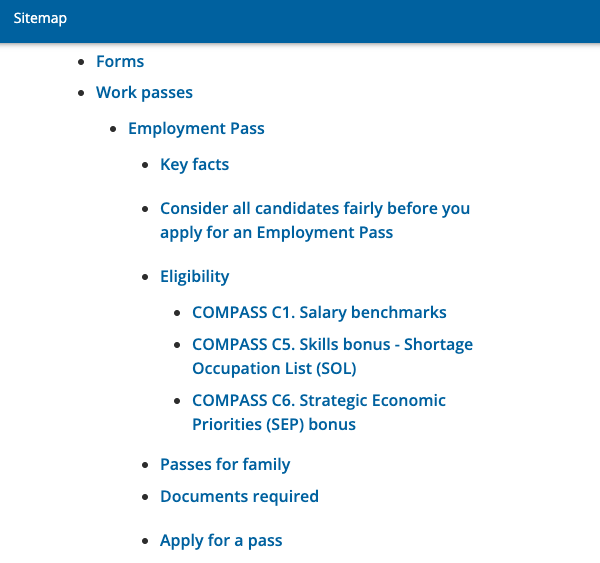 Sitemap
Forms
Work passes
Employment Pass
Key facts
Consider all candidates fairly before you
apply for an Employment Pass
Eligibility
COMPASS C1. Salary benchmarks
COMPASS C5. Skills bonus - Shortage
Occupation List (SOL)
COMPASS C6. Strategic Economic
Priorities (SEP) bonus
Passes for family
Documents required
Apply for a pass